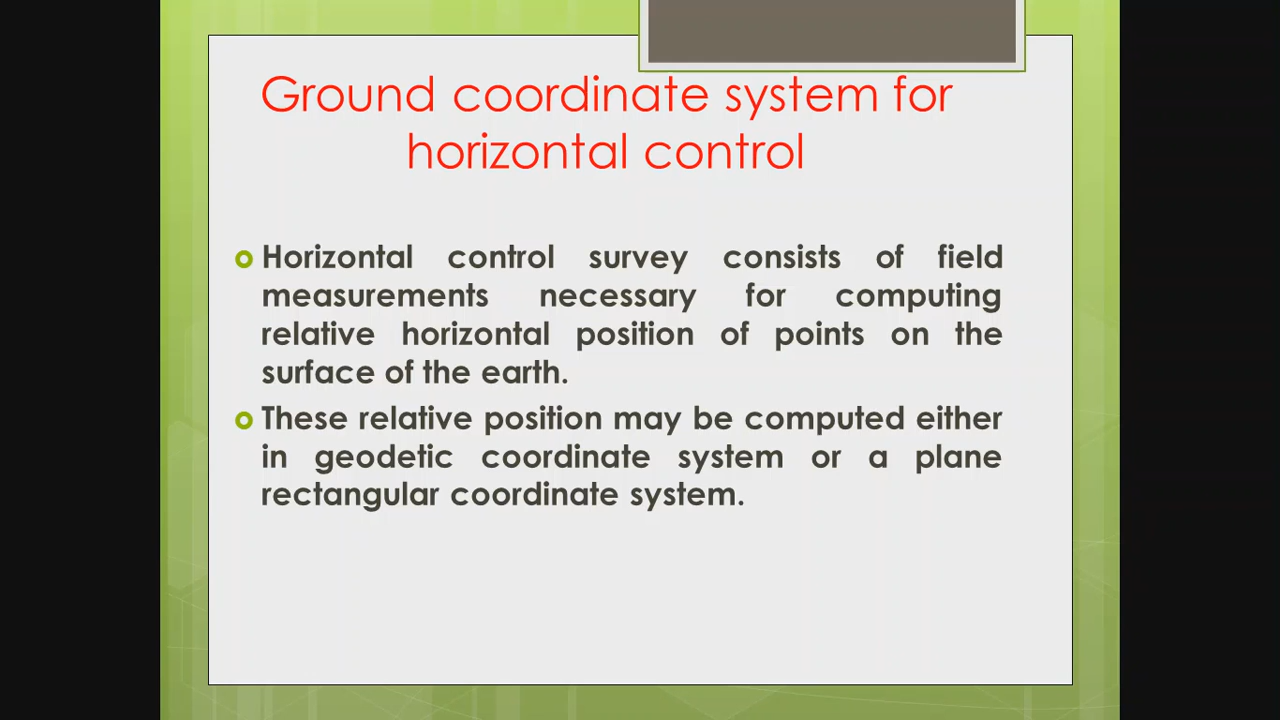 Ground coordinate system for
horizontal control
Horizontal control survey consists of field
measurements necessary for computing
relative horizontal position of points on the
surface of the earth.
These relative position may be computed either
in geodetic coordinate system or a plane
rectangular coordinate system.